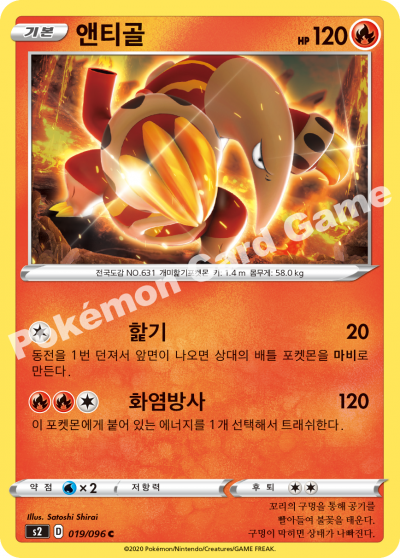 기본 앤티골 HP 120
전국도감 NO.631 개미핥기포켓몬 키: 1.4 m 몸무게: 58.0 kg
Pokémon Card Game
핥기 20
동전을 1번 던져서 앞면이 나오면 상대의 배틀 포켓몬을 마비로
만든다.
화염방사 120
이 포켓몬에게 붙어 있는 에너지를 1개 선택해서 트래쉬한다.
약점 ×2 저항력 후퇴
Illus. Satoshi Shirai
s2 D 019/096 C
꼬리의 구멍을 통해 공기를
빨아들여 불꽃을 태운다.
구멍이 막히면 상태가 나빠진다.
©2020 Pokémon/Nintendo/Creatures/GAME FREAK.